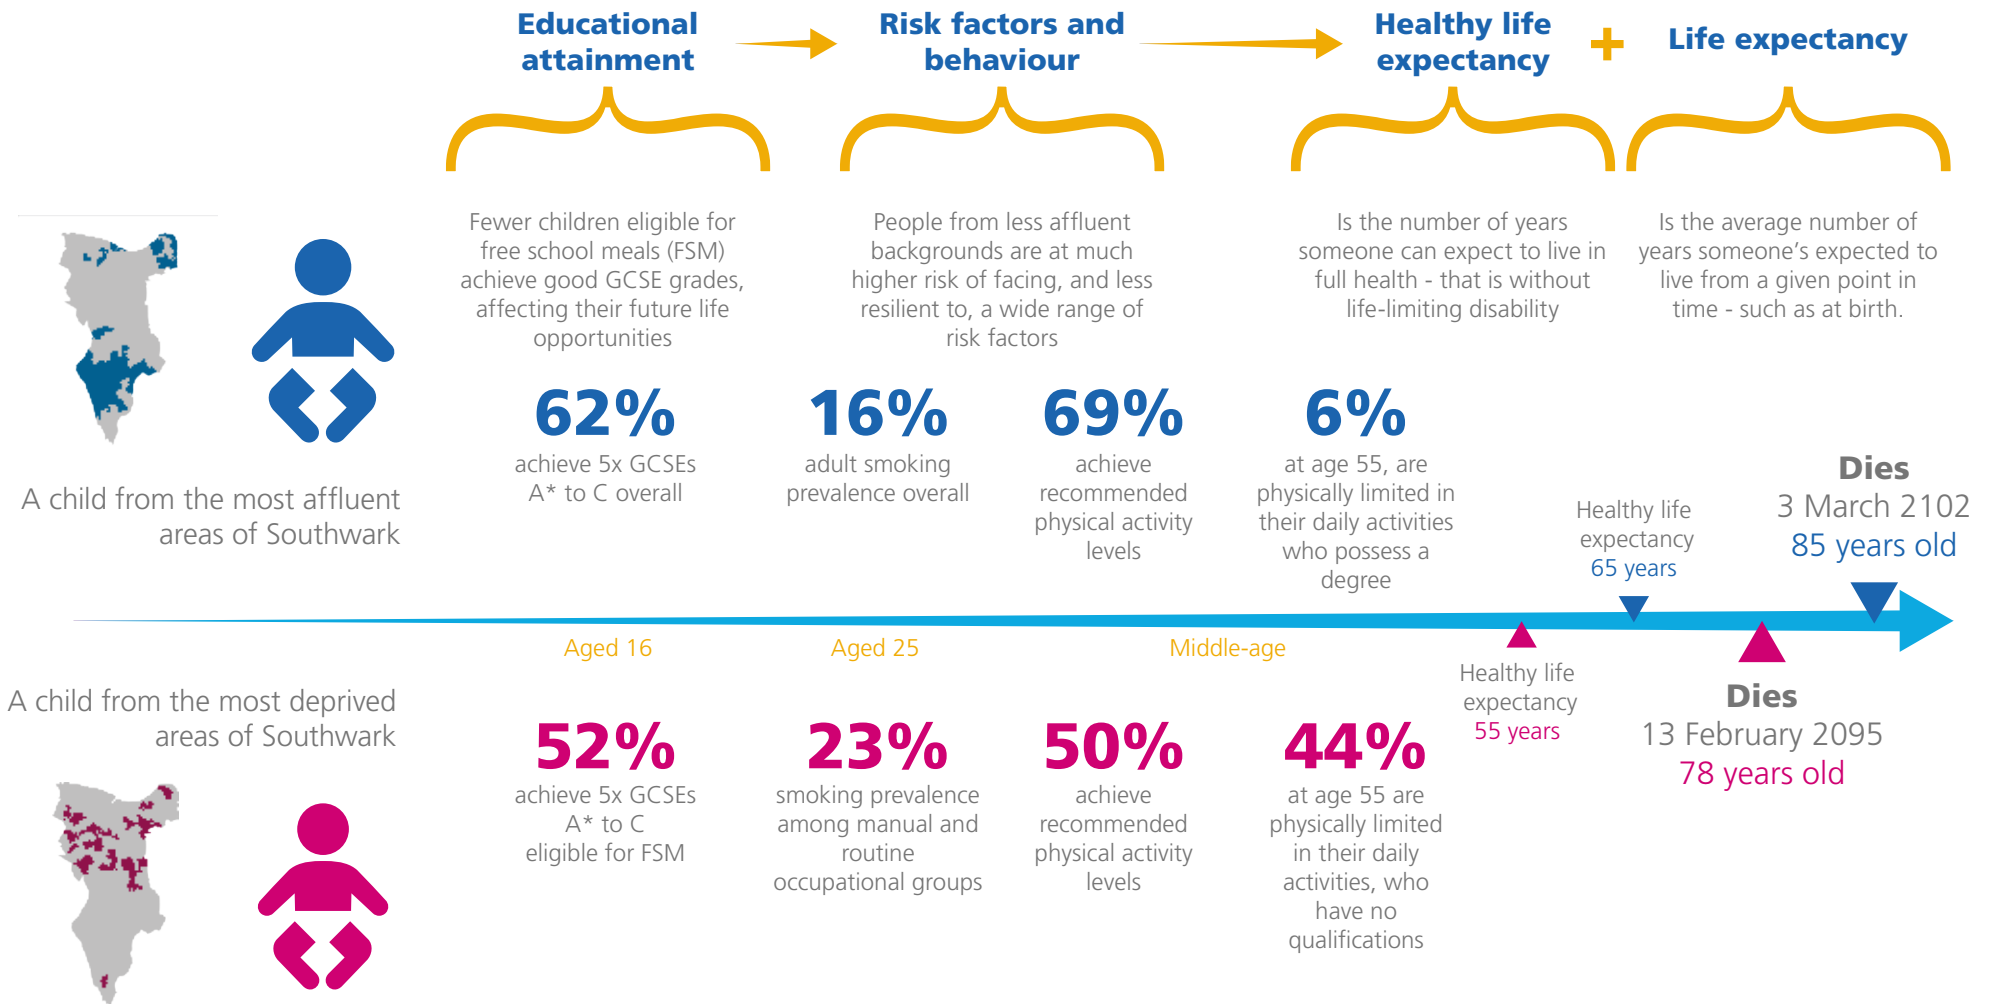 Educational
attainment
Risk factors and
behaviour
Healthy life
expectancy
+
Life expectancy
Fewer children eligible for
free school meals (FSM)
achieve good GCSE grades,
affecting their future life
opportunities
People from less affluent
backgrounds are at much
higher risk of facing, and less
resilient to, a wide range of
risk factors
Is the number of years
someone can expect to live in
full health - that is without
life-limiting disability
Is the average number of
years someone's expected to
live from a given point in
time - such as at birth.
A child from the most affluent
areas of Southwark
62%
achieve 5x GCSEs
A* to C overall
16%
adult smoking
prevalence overall
69%
achieve
recommended
physical activity
levels
6%
at age 55, are
physically limited in
their daily activities
who possess a
degree
Healthy life
expectancy
65 years
Dies
3 March 2102
85 years old
Aged 16
Aged 25
Middle-age
A child from the most deprived
areas of Southwark
52%
achieve 5x GCSEs
A* to C
eligible for FSM
23%
smoking prevalence
among manual and
routine
occupational groups
50%
achieve
recommended
physical activity
levels
44%
at age 55 are
physically limited
in their daily
activities, who
have no
qualifications
Healthy life
expectancy
55 years
Dies
13 February 2095
78 years old